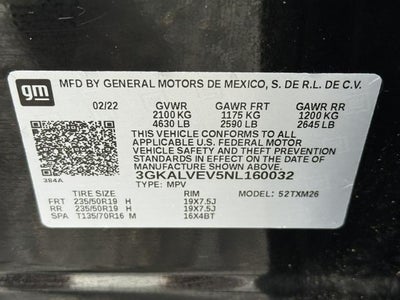 gm MFD BY GENERAL MOTORS DE MEXICO, S. DE R.L. DE C.V.
02/22 GVWR GAWR FRT GAWR RR
2100 KG 1175 KG 1200 KG
4630 LB 2590 LB 2645 LB
THIS VEHICLE CONFORMS TO ALL
APPLICABLE U.S. FEDERAL MOTOR
VEHICLE SAFETY AND THEFT PREVENTION
STANDARDS IN EFFECT ON THE DATE OF
MANUFACTURE SHOWN ABOVE.
384A 3GKALVEV5NL160032
TYPE: MPV MODEL: 52TXM26
TIRE SIZE RIM
FRT 235/50R19 H 19X7.5J
RR 235/50R19 H 19X7.5J
SPA T135/70R16 M 16X4BT